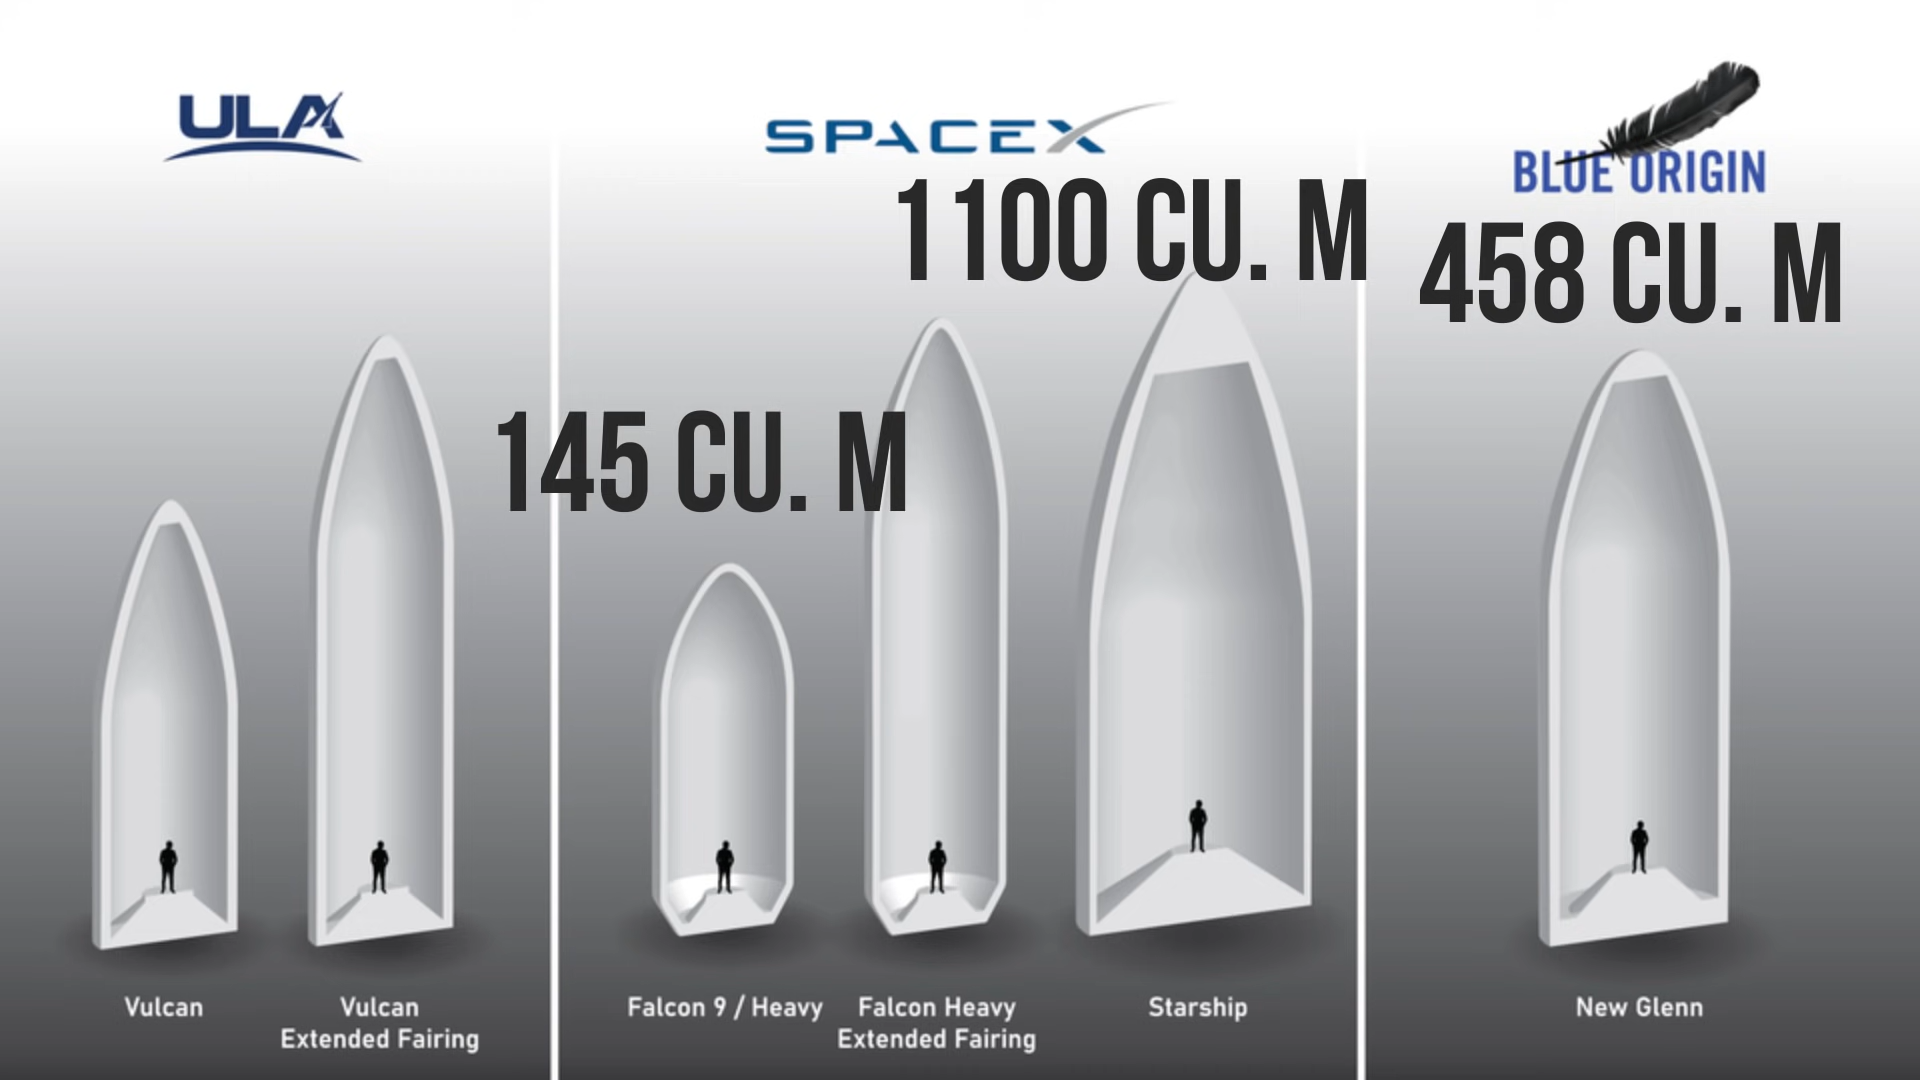 ULA
SPACEX
BLUE ORIGIN
1100 CU. M
458 CU. M
145 CU. M
Vulcan
Vulcan
Extended Fairing
Falcon 9 / Heavy
Falcon Heavy
Extended Fairing
Starship
New Glenn